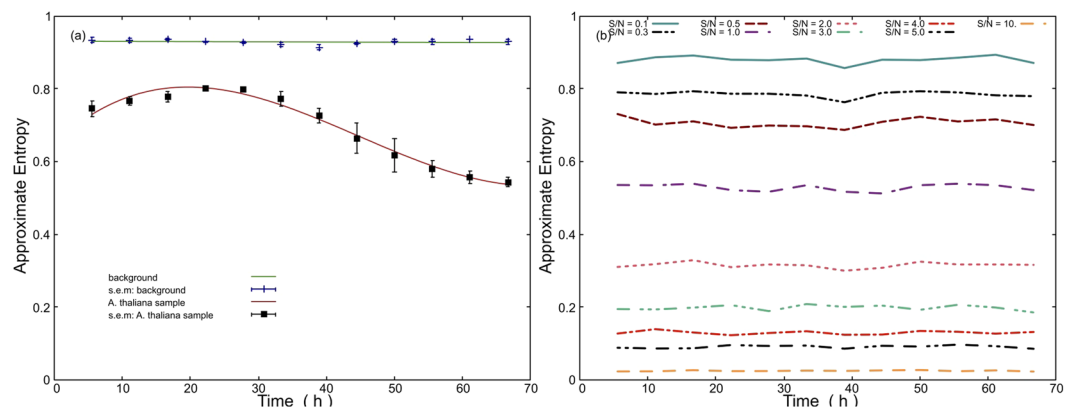 (a)
Approximate Entropy
1
0.8
0.6
0.4
0.2
0
background
s.e.m: background
A. thaliana sample
s.e.m: A. thaliana sample
0 10 20 30 40 50 60 70
Time ( h )
(b)
S/N = 0.1 S/N = 0.5 S/N = 2.0 S/N = 4.0 S/N = 10.
S/N = 0.3 S/N = 1.0 S/N = 3.0 S/N = 5.0
Approximate Entropy
1
0.8
0.6
0.4
0.2
0
0 10 20 30 40 50 60 70
Time ( h )